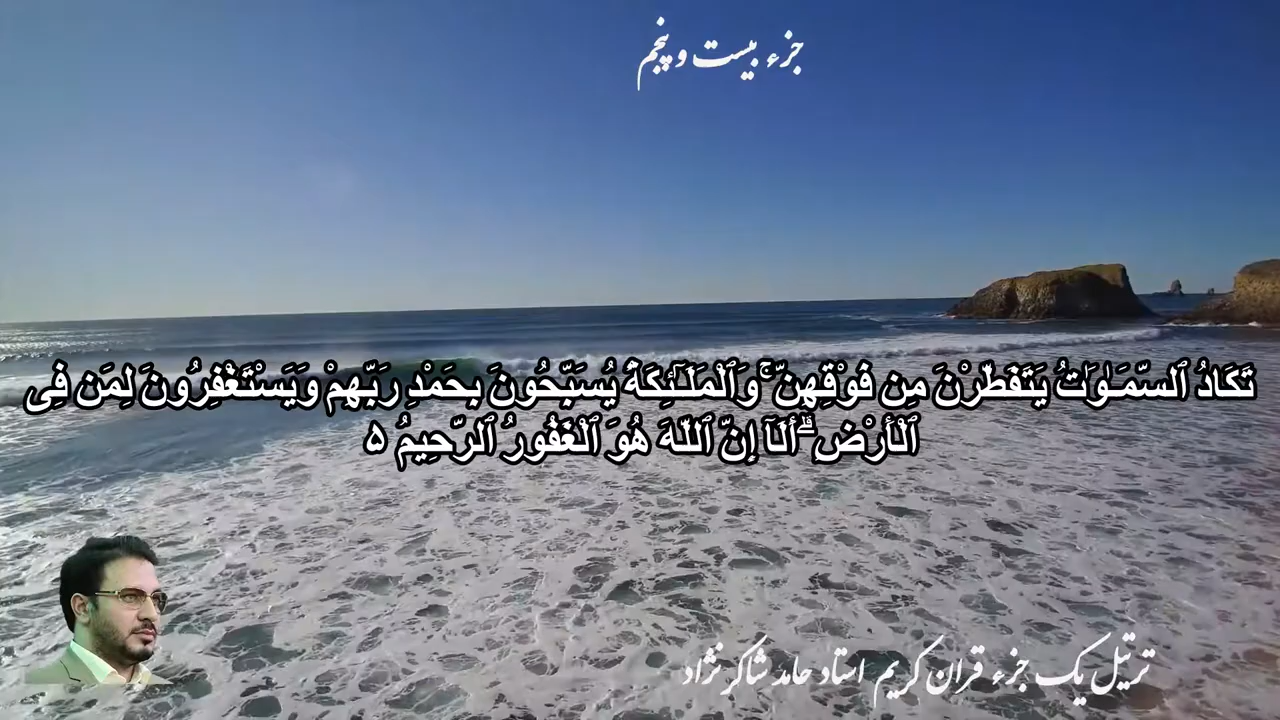 جزء بیست و پنجم
تَكَادُ ٱلسَّمَـٰوَٰتُ يَتَفَطَّرْنَ مِن فَوْقِهِنَّ ۚ وَٱلْمَلَـٰٓئِكَةُ يُسَبِّحُونَ بِحَمْدِ رَبِّهِمْ وَيَسْتَغْفِرُونَ لِمَن فِى
ٱلْأَرْضِ ۗ أَلَآ إِنَّ ٱللَّهَ هُوَ ٱلْغَفُورُ ٱلرَّحِيمُ ۵
ترتیل یک جزء قران کریم استاد حامد شاکرنژاد